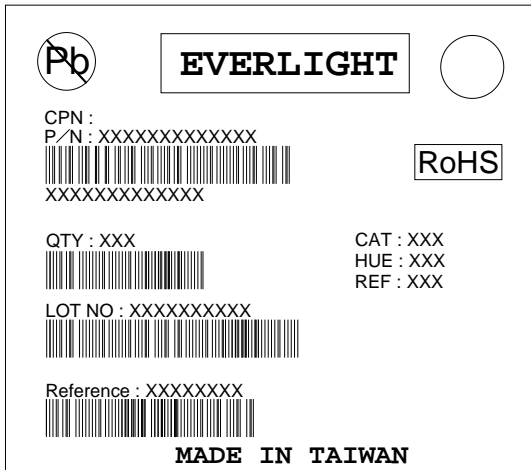 Pb
EVERLIGHT
CPN :
P/N : XXXXXXXXXXXXX
RoHS
XXXXXXXXXXXXX
QTY : XXX
CAT : XXX
HUE : XXX
REF : XXX
LOT NO : XXXXXXXXXX
Reference : XXXXXXXX
MADE IN TAIWAN